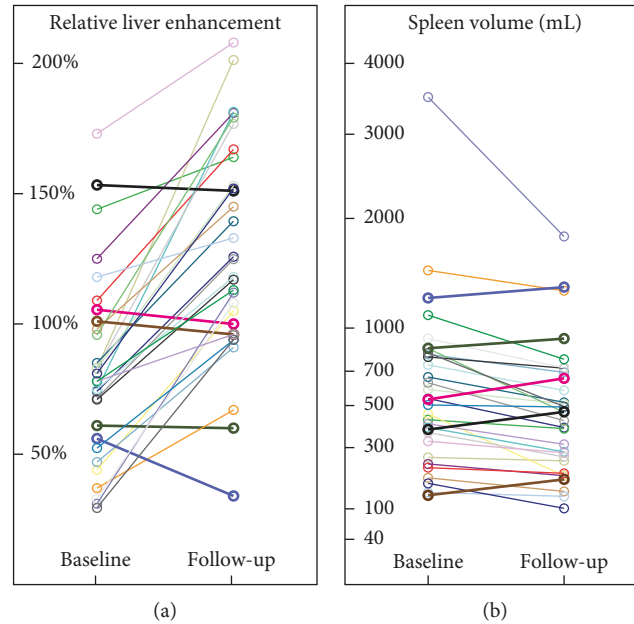 Relative liver enhancement
200%
150%
100%
50%
Baseline Follow-up
(a)
Spleen volume (mL)
4000
3000
2000
1000
700
500
300
100
40
Baseline Follow-up
(b)